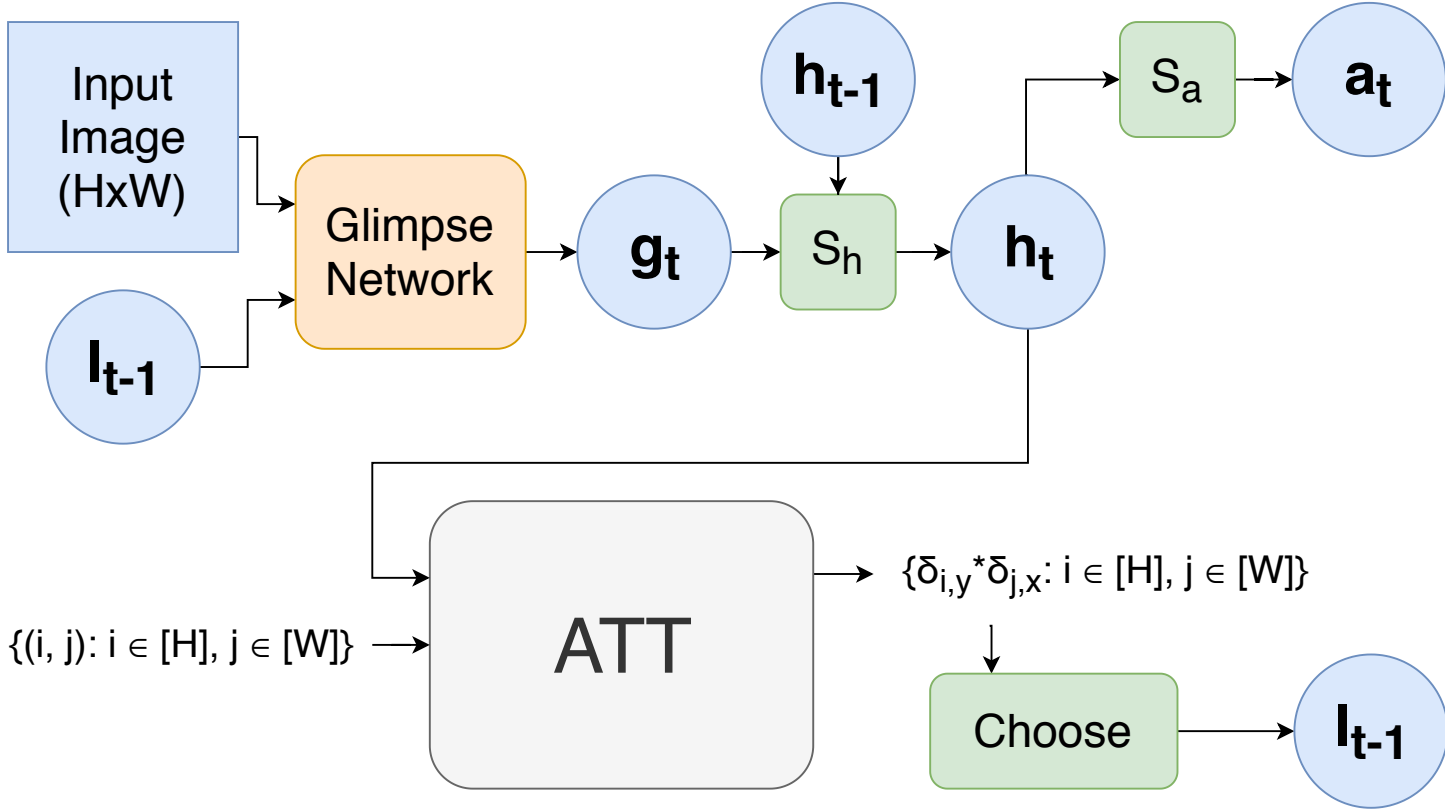 Input
Image
(HxW)
l_{t-1}
Glimpse
Network
g_t
h_{t-1}
S_h
h_t
S_a
a_t
{(i, j): i ∈ [H], j ∈ [W]}
ATT
{δ_{i,y}*δ_{j,x}: i ∈ [H], j ∈ [W]}
Choose
l_{t-1}